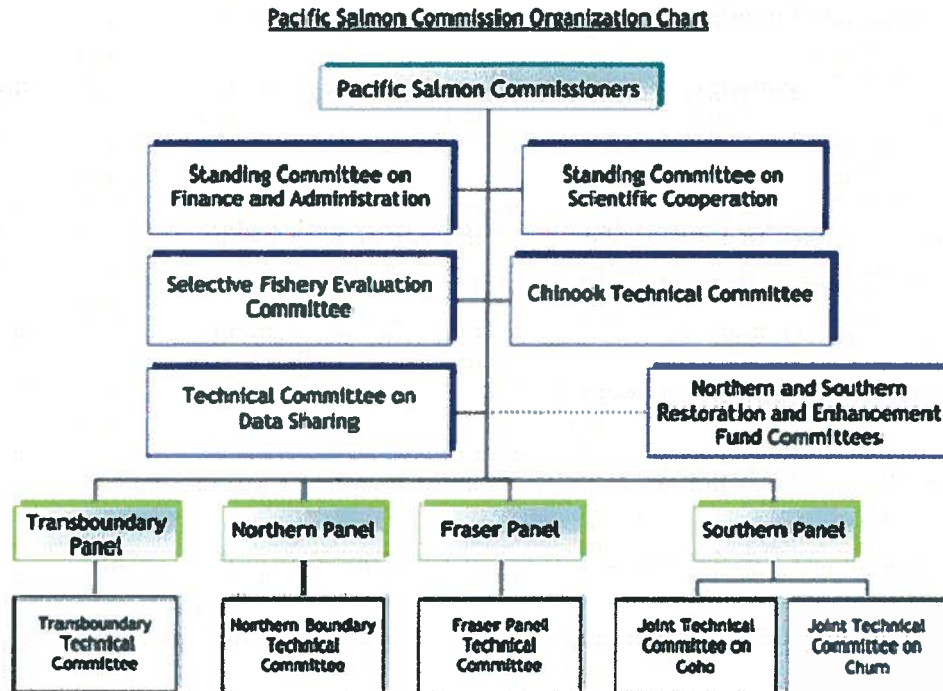 Pacific Salmon Commission Organization Chart
Pacific Salmon Commissioners
Standing Committee on
Finance and Administration
Standing Committee on
Scientific Cooperation
Selective Fishery Evaluation
Committee
Chinook Technical Committee
Technical Committee on
Data Sharing
Northern and Southern
Restoration and Enhancement
Fund Committees
Transboundary
Panel
Northern Panel
Fraser Panel
Southern Panel
Transboundary
Technical
Committee
Northern Boundary
Technical
Committee
Fraser Panel
Technical
Committee
Joint Technical
Committee on
Coho
Joint Technical
Committee on
Chum